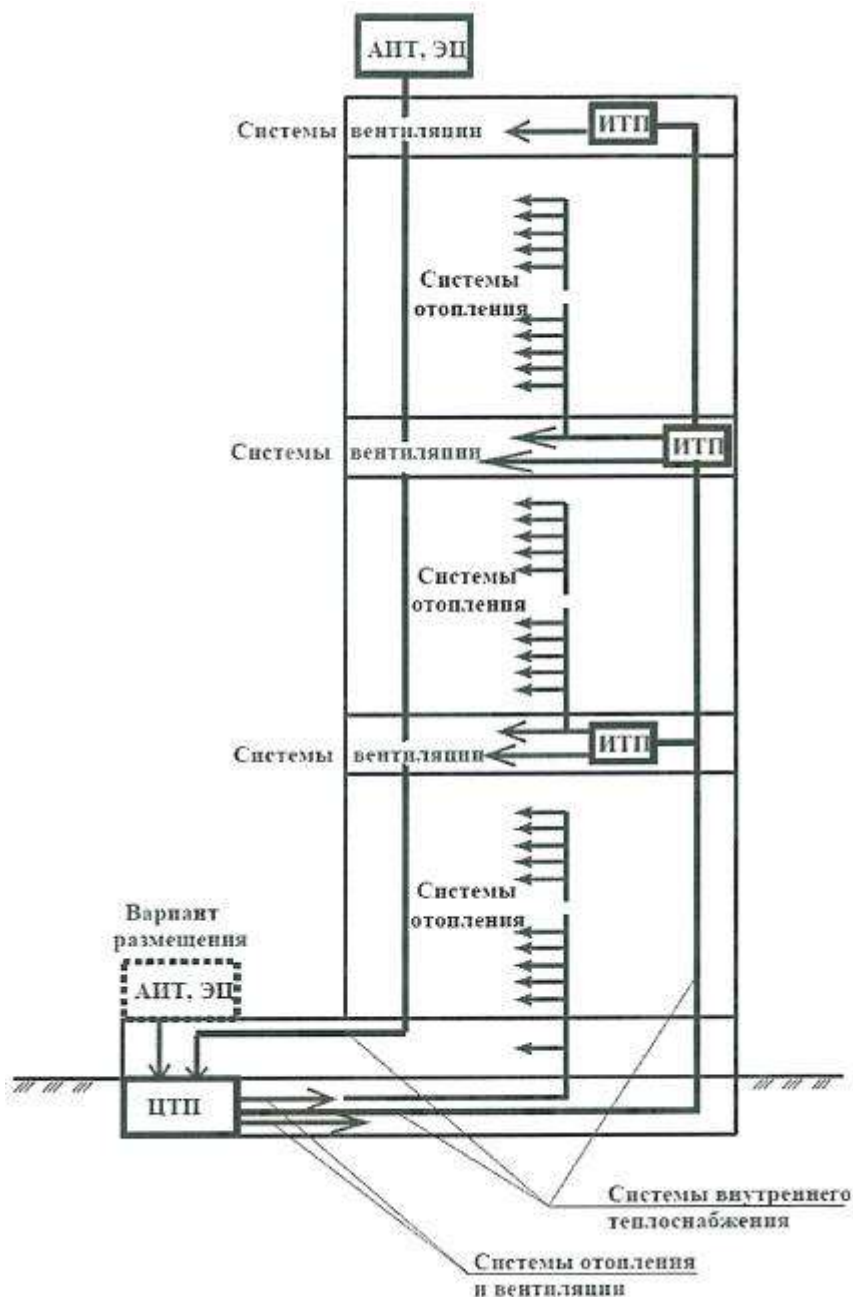 АИТ, ЭЦ
ИТП
Системы вентиляции
Системы
отопления
ИТП
Системы вентиляции
Системы
отопления
ИТП
Системы вентиляции
Системы
отопления
Вариант
размещения
АИТ, ЭЦ
ЦТП
Системы внутреннего
теплоснабжения
Системы отопления
и вентиляции